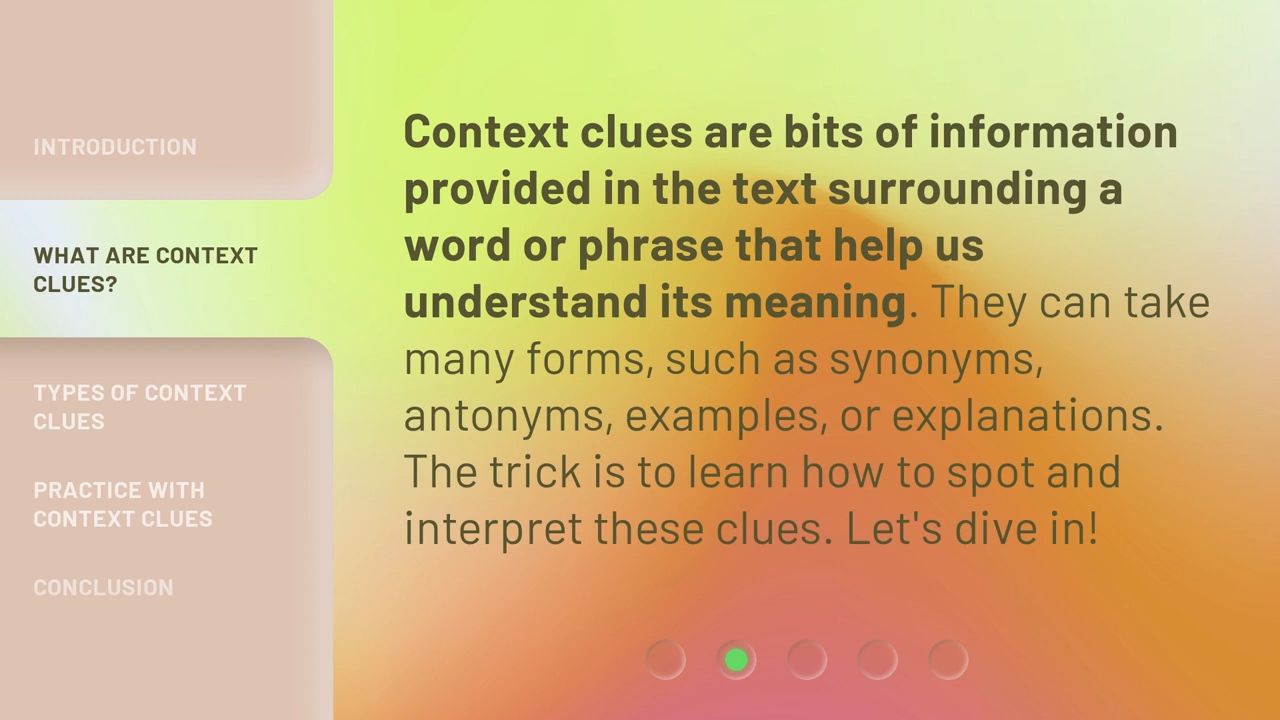 INTRODUCTION
WHAT ARE CONTEXT
CLUES?
TYPES OF CONTEXT
CLUES
PRACTICE WITH
CONTEXT CLUES
CONCLUSION
Context clues are bits of information
provided in the text surrounding a
word or phrase that help us
understand its meaning. They can take
many forms, such as synonyms,
antonyms, examples, or explanations.
The trick is to learn how to spot and
interpret these clues. Let's dive in!